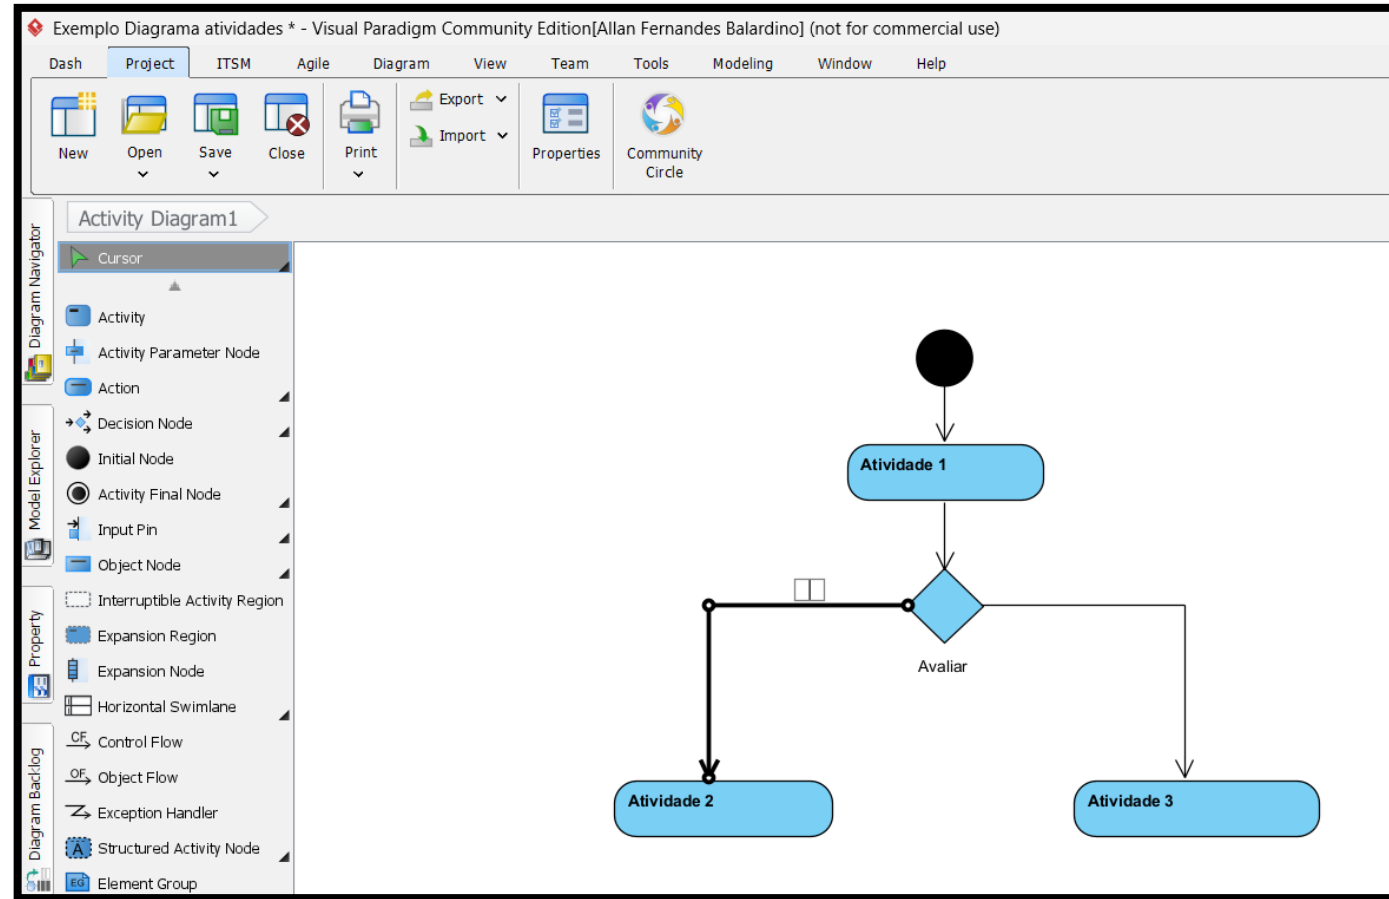 Exemplo Diagrama atividades * - Visual Paradigm Community Edition[Allan Fernandes Balardino] (not for commercial use)
Dash Project ITSM Agile Diagram View Team Tools Modeling Window Help
New Open Save Close Print Export Import Properties Community Circle
Activity Diagram1
Diagram Navigator
Model Explorer
Property
Diagram Backlog
Cursor
Activity
Activity Parameter Node
Action
Decision Node
Initial Node
Activity Final Node
Input Pin
Object Node
Interruptible Activity Region
Expansion Region
Expansion Node
Horizontal Swimlane
CF Control Flow
OF Object Flow
Exception Handler
A Structured Activity Node
EG Element Group
Atividade 1
Avaliar
Atividade 2
Atividade 3